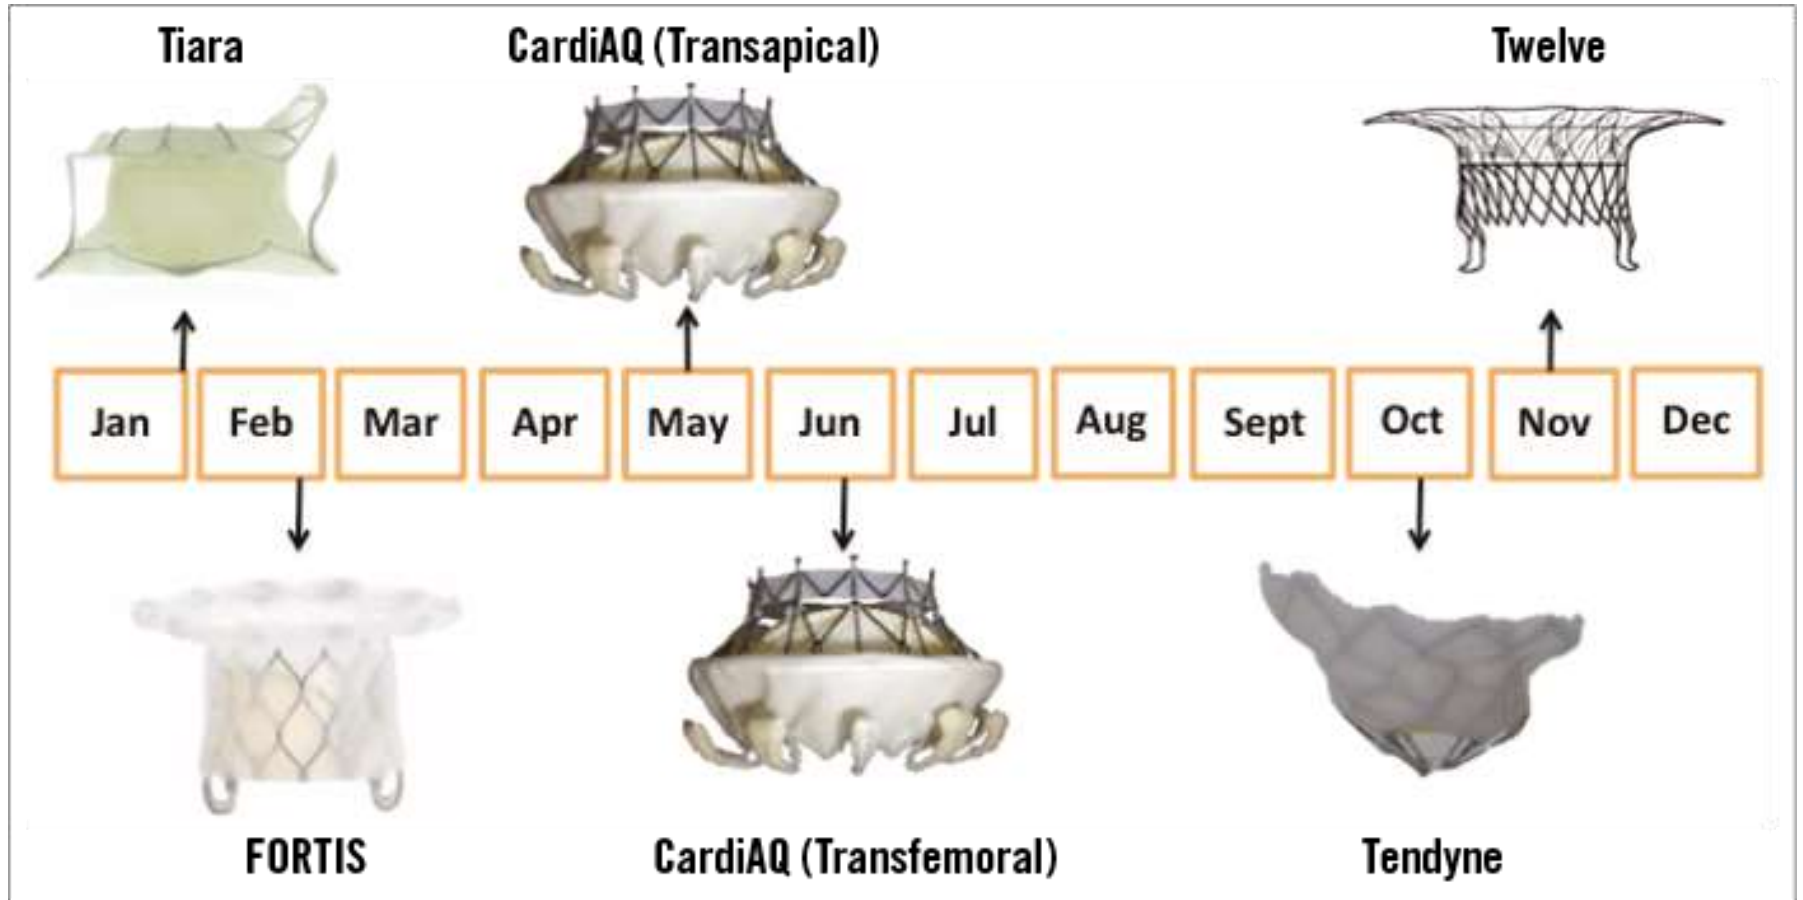 Tiara
CardiAQ (Transapical)
Twelve
Jan
Feb
Mar
Apr
May
Jun
Jul
Aug
Sept
Oct
Nov
Dec
FORTIS
CardiAQ (Transfemoral)
Tendyne